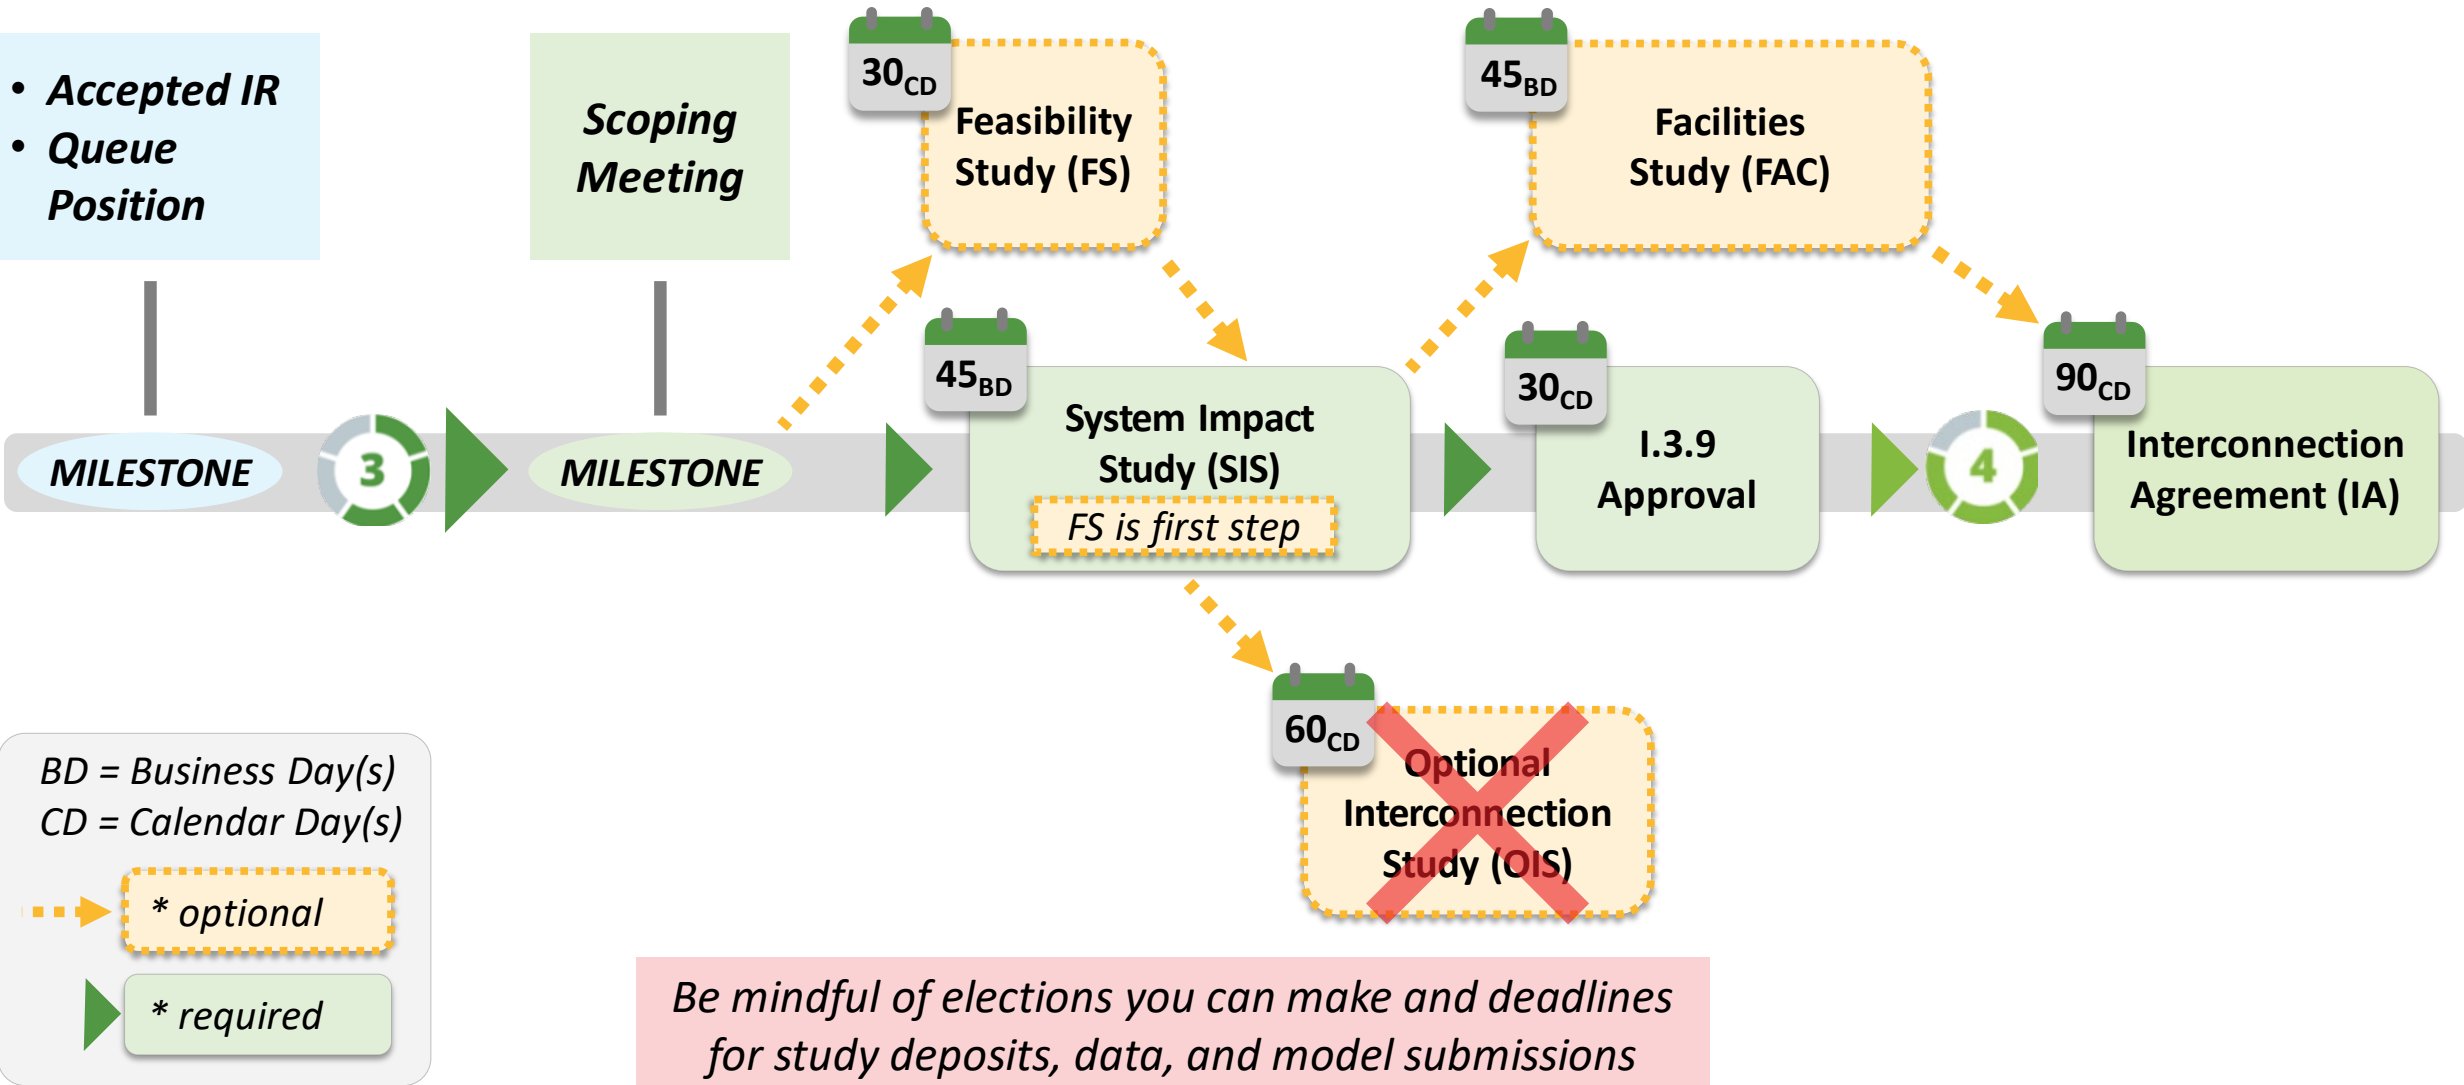 • Accepted IR
• Queue
Position
Scoping
Meeting
30CD
Feasibility
Study (FS)
45BD
Facilities
Study (FAC)
MILESTONE
3
MILESTONE
45BD
System Impact
Study (SIS)
FS is first step
30CD
I.3.9
Approval
4
90CD
Interconnection
Agreement (IA)
60CD
Optional
Interconnection
Study (OIS)
BD = Business Day(s)
CD = Calendar Day(s)
* optional
* required
Be mindful of elections you can make and deadlines
for study deposits, data, and model submissions